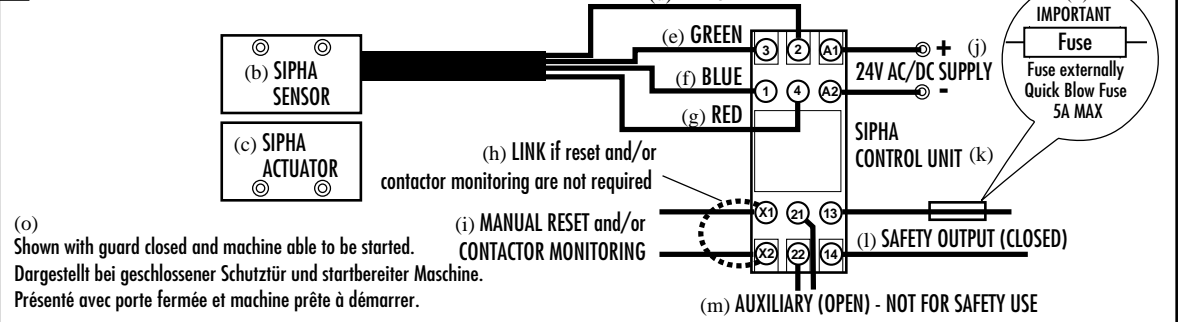 IMPORTANT
Fuse
Fuse externally
Quick Blow Fuse
5A MAX
(e) GREEN
3
2
A1
+ (j)
24V AC/DC SUPPLY
-
(b) SIPHA
SENSOR
(f) BLUE
1
4
A2
(g) RED
(c) SIPHA
ACTUATOR
SIPHA
CONTROL UNIT (k)
(h) LINK if reset and/or
contactor monitoring are not required
X1
21
13
(i) MANUAL RESET and/or
CONTACTOR MONITORING
X2
22
14
(l) SAFETY OUTPUT (CLOSED)
(m) AUXILIARY (OPEN) - NOT FOR SAFETY USE
(o)
Shown with guard closed and machine able to be started.
Dargestellt bei geschlossener Schutztür und startbereiter Maschine.
Présenté avec porte fermée et machine prête à démarrer.